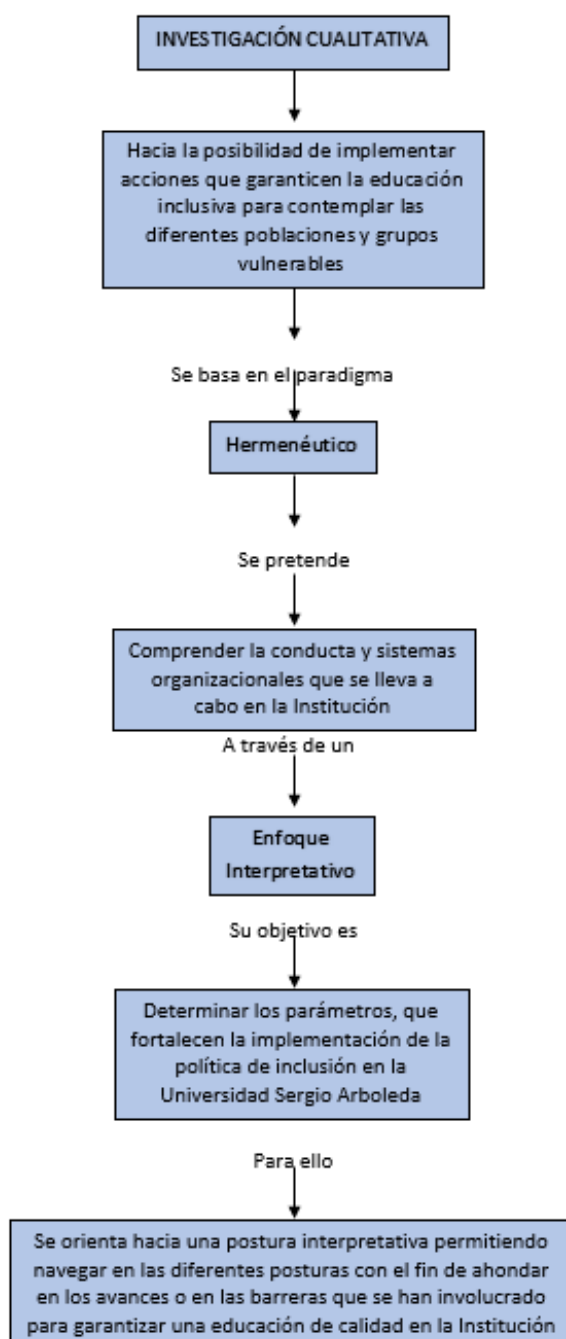 INVESTIGACIÓN CUALITATIVA
Hacia la posibilidad de implementar
acciones que garanticen la educación
inclusiva para contemplar las
diferentes poblaciones y grupos
vulnerables
Se basa en el paradigma
Hermenéutico
Se pretende
Comprender la conducta y sistemas
organizacionales que se lleva a
cabo en la Institución
A través de un
Enfoque
Interpretativo
Su objetivo es
Determinar los parámetros, que
fortalecen la implementación de la
política de inclusión en la
Universidad Sergio Arboleda
Para ello
Se orienta hacia una postura interpretativa permitiendo
navegar en las diferentes posturas con el fin de ahondar
en los avances o en las barreras que se han involucrado
para garantizar una educación de calidad en la Institución